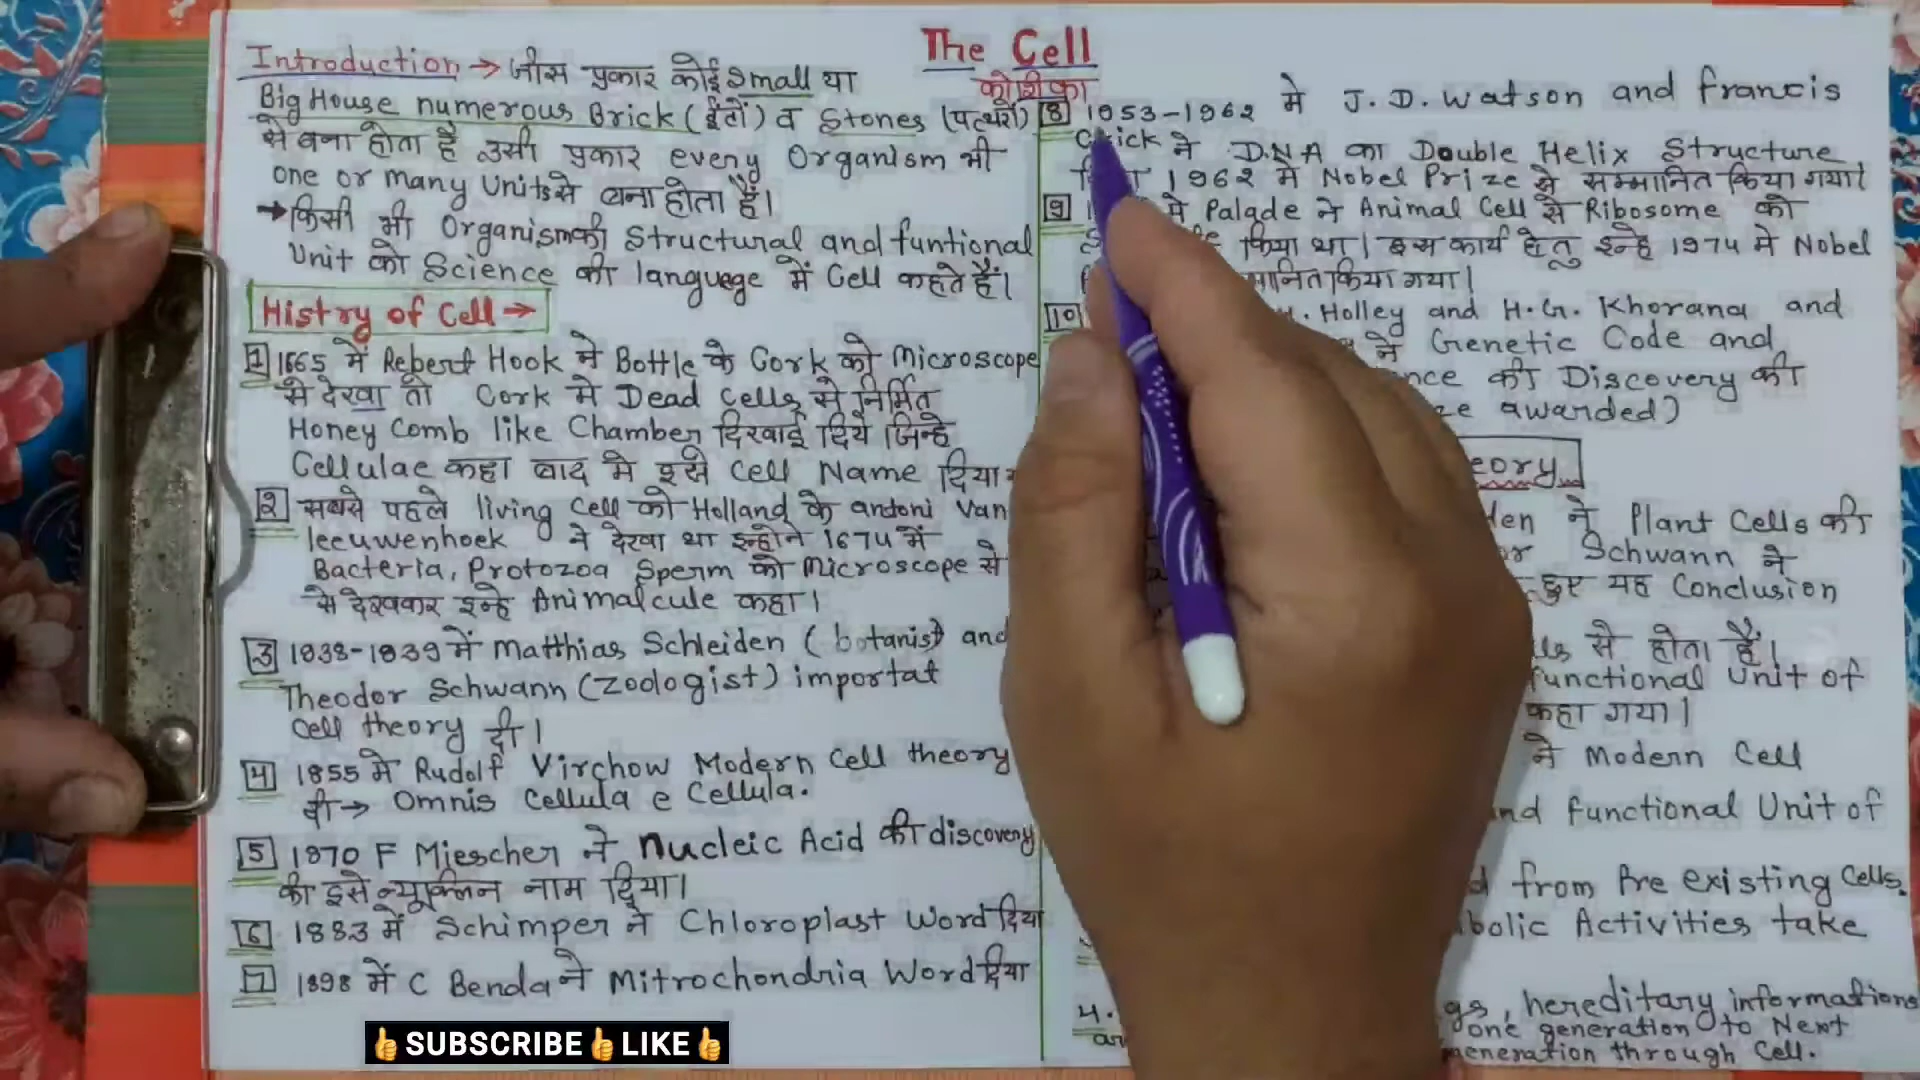 The Cell
कोशिका
Introduction → जीस प्रकार कोई Small या
Big House numerous Brick (ईंटों) व Stones (पत्थरों)
से बना होता है उसी प्रकार every Organism भी
one or many Units से बना होता है।
→ किसी भी Organism की Structural and funtional
Unit को Science की language में Cell कहते हैं।
Histry of Cell →
1 1665 में Robert Hook ने Bottle के Cork को Microscope
से देखा तो Cork मे Dead Cells से निर्मित
Honey Comb like Chamber दिखाई दिये जिन्हे
Cellulae कहा बाद मे इसे Cell Name दिया
2 सबसे पहले living Cell को Holland के antoni Van
leeuwenhoek ने देखा था इन्होने 1674 में
Bacteria, Protozoa Sperm को Microscope से
से देखकर इन्हे Animalcule कहा।
3 1838-1839 में Matthias Schleiden (botanist) and
Theodor Schwann (Zoologist) importat
Cell theory दी।
4 1855 मे Rudolf Virchow Modern Cell theory
दी → Omnis Cellula e Cellula.
5 1870 F Miescher ने Nucleic Acid की discovery
की इसे न्यूक्लिन नाम दिया।
6 1883 में Schimper ने Chloroplast Word दिया
7 1898 में C Benda ने Mitrochondria Word दिया
8 1953-1962 मे J.D. Watson and francis
Crick ने D.N.A का Double Helix Structure
1962 मे Nobel Prize से सम्मानित किया गया।
9 मे Palade ने Animal Cell से Ribosome को
किया था। इस कार्य हेतु इन्हे 1974 मे Nobel
किया गया।
10 Holley and H.G. Khorana and
ने Genetic Code and
की Discovery की
awarded)
ने Plant Cells की
Schwann ने
हुए यह Conclusion
से होता है।
functional Unit of
कहा गया।
ने Modern Cell
and functional Unit of
from Pre existing Cells.
Activities take
4. hereditary informations
one generation to Next
generation through Cell.
👍SUBSCRIBE👍LIKE👍